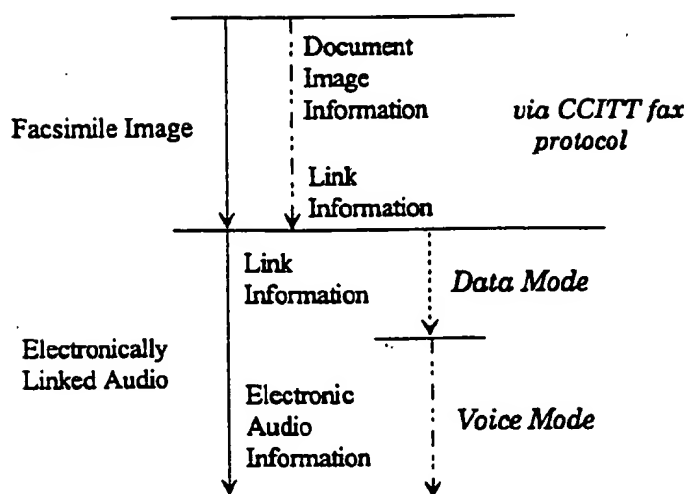 Document
Image
Information
Facsimile Image
via CCITT fax
protocol
Link
Information
Link
Information
Data Mode
Electronically
Linked Audio
Electronic
Audio
Information
Voice Mode